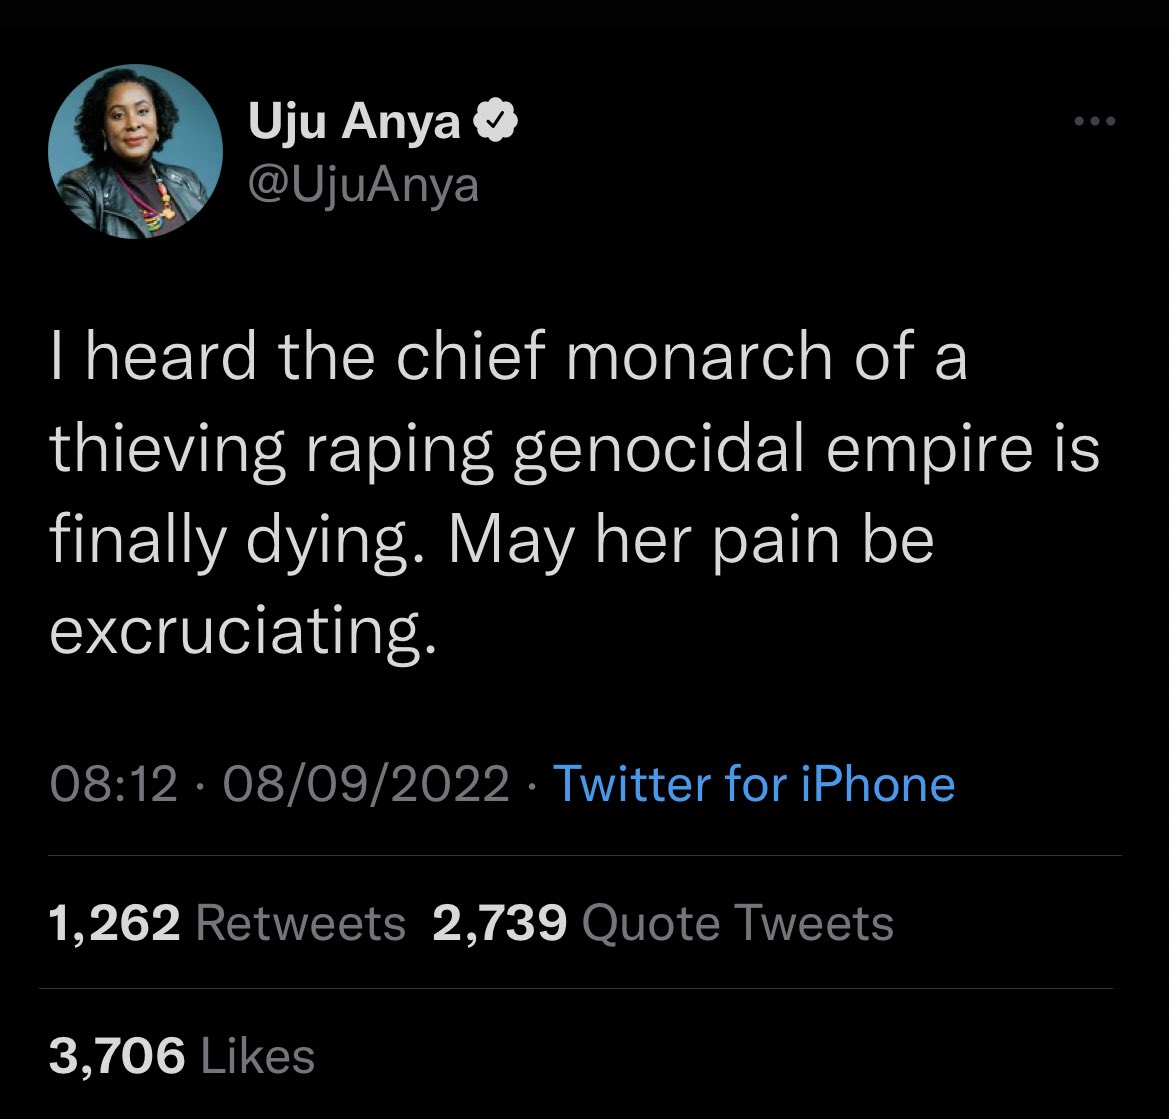 Uju Anya
@UjuAnya
I heard the chief monarch of a
thieving raping genocidal empire is
finally dying. May her pain be
excruciating.
08:12 · 08/09/2022 · Twitter for iPhone
1,262 Retweets 2,739 Quote Tweets
3,706 Likes